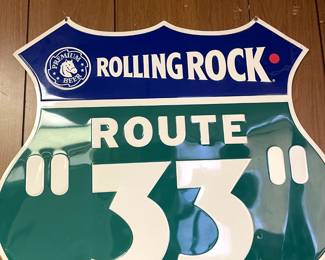 PREMIUM
BEER
ROLLING ROCK
ROUTE
"33"